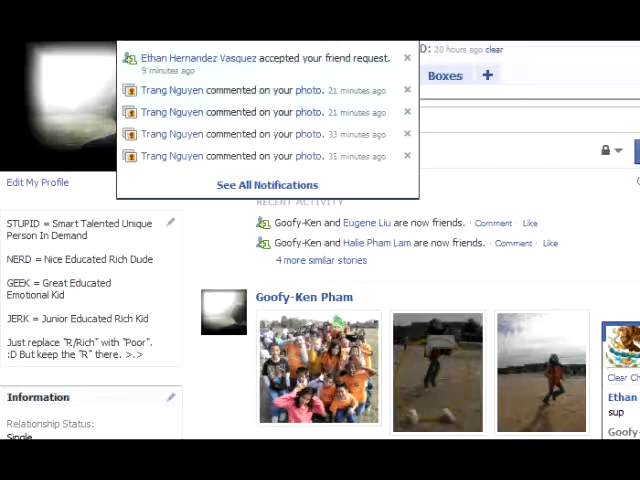 Ethan Hernandez Vasquez accepted your friend request.
9 minutes ago
Trang Nguyen commented on your photo. 21 minutes ago
Trang Nguyen commented on your photo. 21 minutes ago
Trang Nguyen commented on your photo. 33 minutes ago
Trang Nguyen commented on your photo. 35 minutes ago
See All Notifications
D: 20 hours ago clear
Boxes +
Edit My Profile
STUPID = Smart Talented Unique
Person In Demand
NERD = Nice Educated Rich Dude
GEEK = Great Educated
Emotional Kid
JERK = Junior Educated Rich Kid
Just replace "R/Rich" with "Poor".
:D But keep the "R" there. >.>
Information
Relationship Status:
Single
RECENT ACTIVITY
Goofy-Ken and Eugene Liu are now friends. · Comment · Like
Goofy-Ken and Halie Pham Lam are now friends. · Comment · Like
4 more similar stories
Goofy-Ken Pham
Clear Ch
Ethan
sup
Goofy-